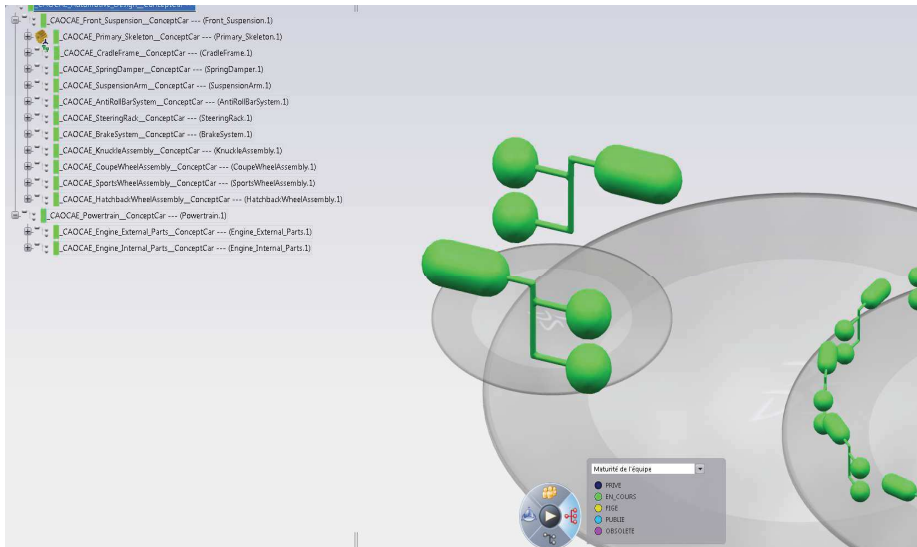 _CAOCAE_Front_Suspension__ConceptCar --- (Front_Suspension.1)
_CAOCAE_Primary_Skeleton__ConceptCar --- (Primary_Skeleton.1)
_CAOCAE_CradleFrame__ConceptCar --- (CradleFrame.1)
_CAOCAE_SpringDamper__ConceptCar --- (SpringDamper.1)
_CAOCAE_SuspensionArm__ConceptCar --- (SuspensionArm.1)
_CAOCAE_AntiRollBarSystem__ConceptCar --- (AntiRollBarSystem.1)
_CAOCAE_SteeringRack__ConceptCar --- (SteeringRack.1)
_CAOCAE_BrakeSystem__ConceptCar --- (BrakeSystem.1)
_CAOCAE_KnuckleAssembly__ConceptCar --- (KnuckleAssembly.1)
_CAOCAE_CoupeWheelAssembly__ConceptCar --- (CoupeWheelAssembly.1)
_CAOCAE_SportsWheelAssembly__ConceptCar --- (SportsWheelAssembly.1)
_CAOCAE_HatchbackWheelAssembly__ConceptCar --- (HatchbackWheelAssembly.1)
_CAOCAE_Powertrain__ConceptCar --- (Powertrain.1)
_CAOCAE_Engine_External_Parts__ConceptCar --- (Engine_External_Parts.1)
_CAOCAE_Engine_Internal_Parts__ConceptCar --- (Engine_Internal_Parts.1)
Maturité de l'équipe
PRIVE
EN_COURS
FIGE
PUBLIE
OBSOLETE